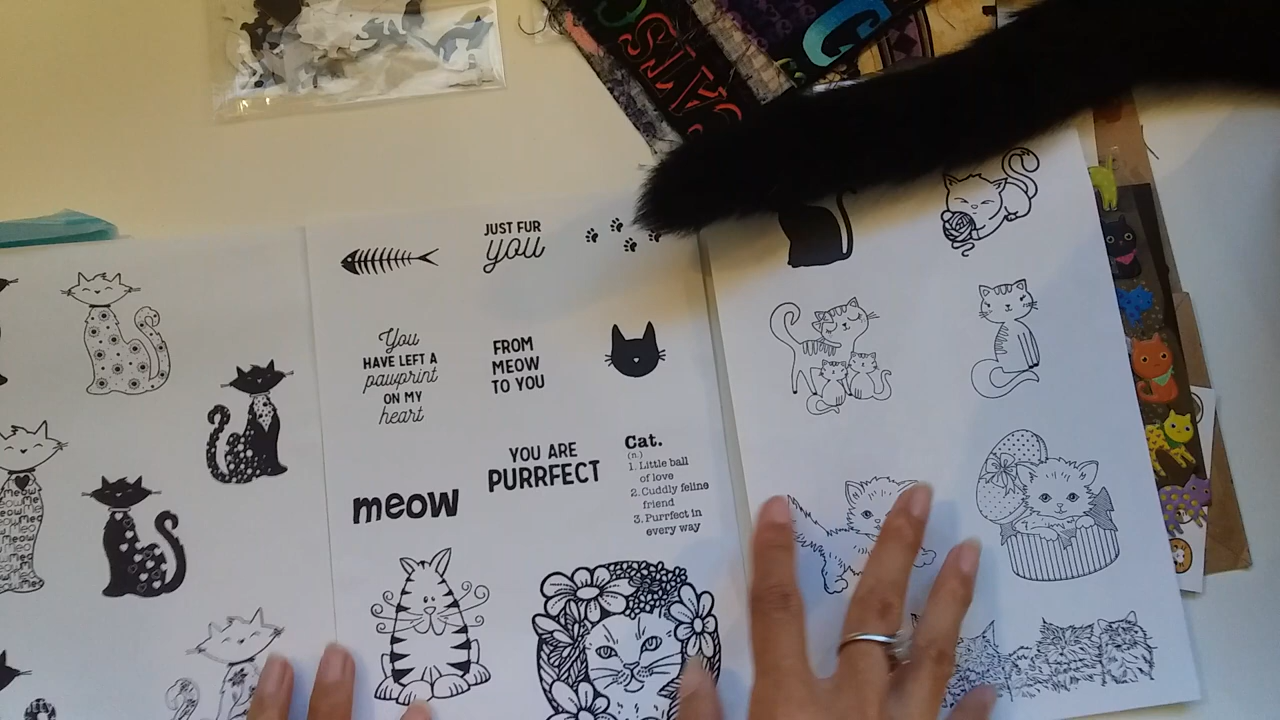 JUST FUR
you
You
HAVE LEFT A
pawprint
ON MY
heart
FROM
MEOW
TO YOU
YOU ARE
PURRFECT
meow
Cat.
(n.)
1. Little ball
of love
2. Cuddly feline
friend
3. Purrfect in
every way